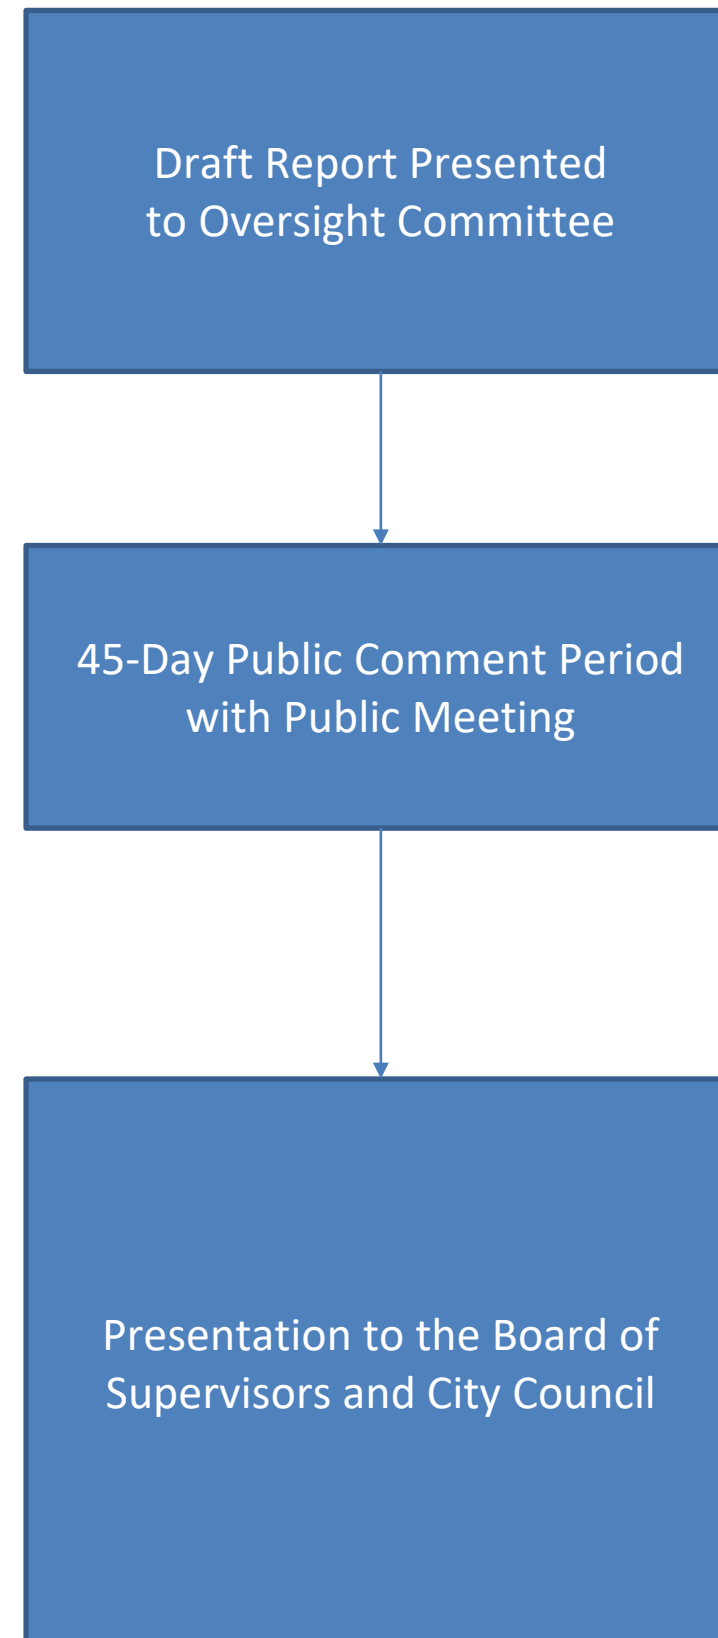 Draft Report Presented
to Oversight Committee
45-Day Public Comment Period
with Public Meeting
Presentation to the Board of
Supervisors and City Council